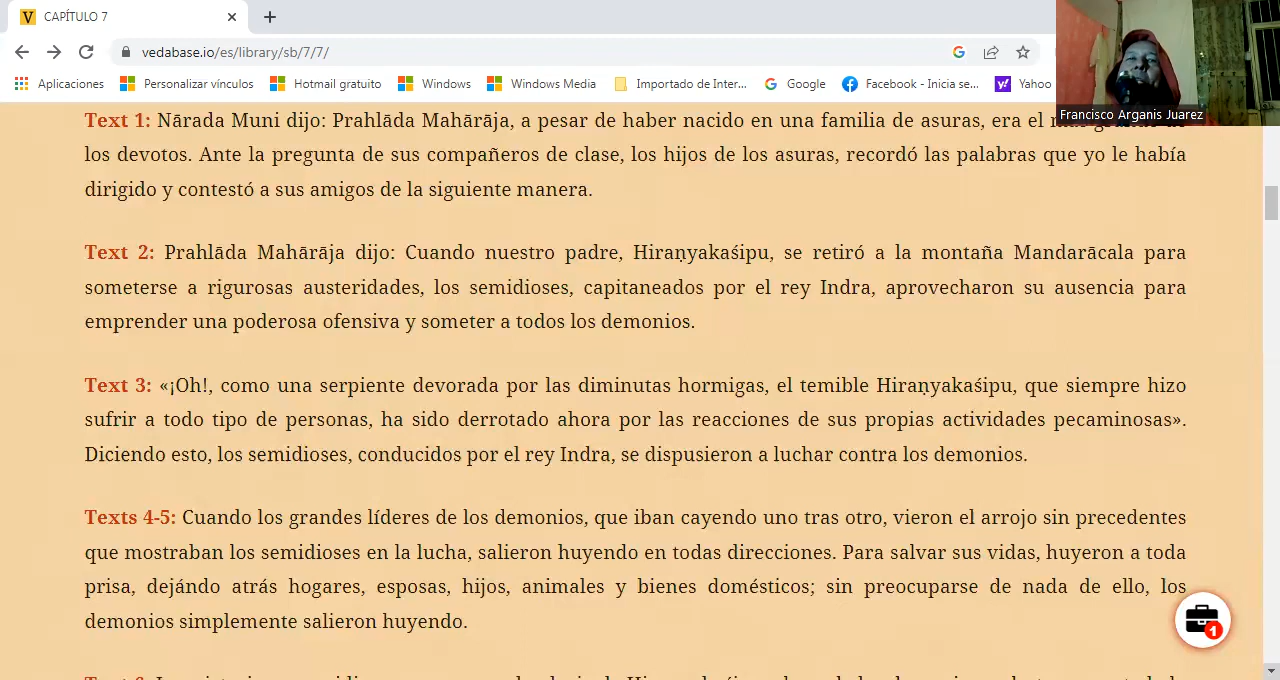 V CAPÍTULO 7
vedabase.io/es/library/sb/7/7/
Aplicaciones Personalizar vínculos Hotmail gratuito Windows Windows Media Importado de Inter... Google Facebook - Inicia se... Yahoo
Francisco Arganis Juarez
Text 1: Nārada Muni dijo: Prahlāda Mahārāja, a pesar de haber nacido en una familia de asuras, era el
los devotos. Ante la pregunta de sus compañeros de clase, los hijos de los asuras, recordó las palabras que yo le había
dirigido y contestó a sus amigos de la siguiente manera.
Text 2: Prahlāda Mahārāja dijo: Cuando nuestro padre, Hiraṇyakaśipu, se retiró a la montaña Mandarācala para
someterse a rigurosas austeridades, los semidioses, capitaneados por el rey Indra, aprovecharon su ausencia para
emprender una poderosa ofensiva y someter a todos los demonios.
Text 3: «¡Oh!, como una serpiente devorada por las diminutas hormigas, el temible Hiraṇyakaśipu, que siempre hizo
sufrir a todo tipo de personas, ha sido derrotado ahora por las reacciones de sus propias actividades pecaminosas».
Diciendo esto, los semidioses, conducidos por el rey Indra, se dispusieron a luchar contra los demonios.
Texts 4-5: Cuando los grandes líderes de los demonios, que iban cayendo uno tras otro, vieron el arrojo sin precedentes
que mostraban los semidioses en la lucha, salieron huyendo en todas direcciones. Para salvar sus vidas, huyeron a toda
prisa, dejándo atrás hogares, esposas, hijos, animales y bienes domésticos; sin preocuparse de nada de ello, los
demonios simplemente salieron huyendo.
1